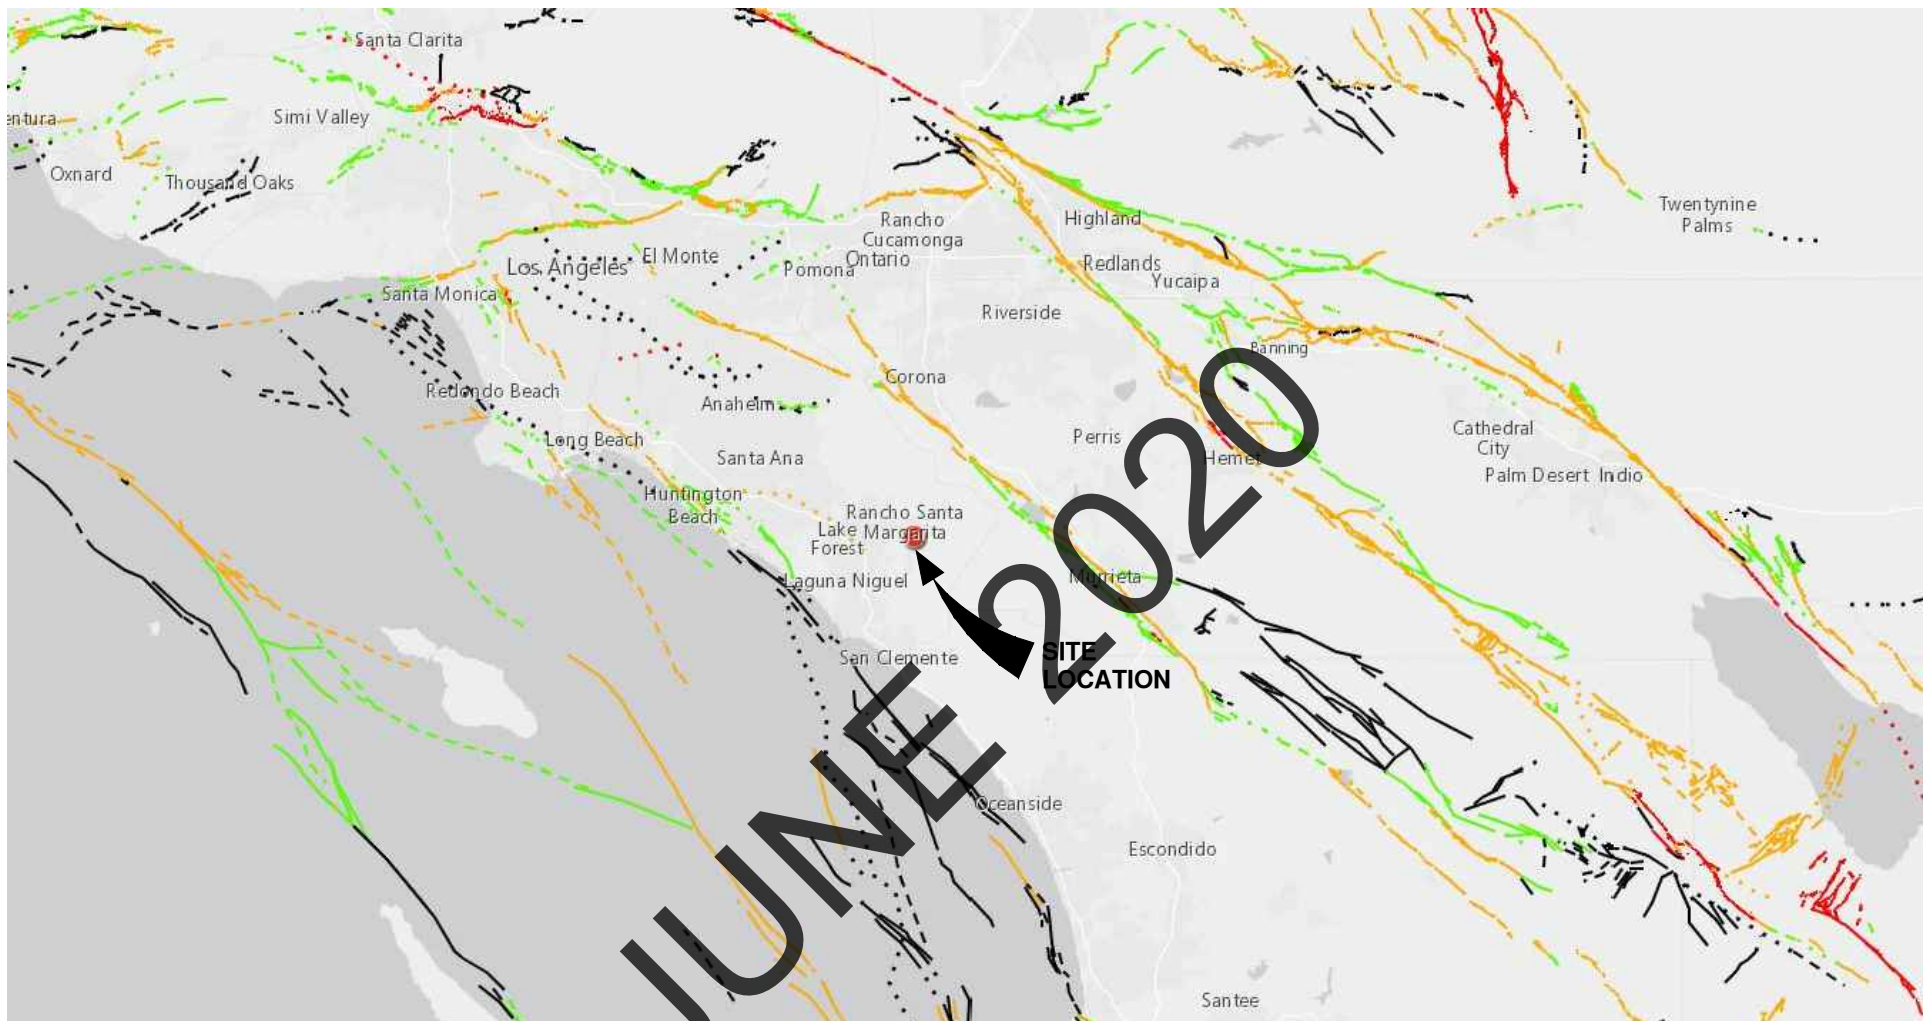 Santa Clarita
Simi Valley
entura
Oxnard
Thousand Oaks
Twentynine
Palms
Highland
Rancho
Cucamonga
Ontario
El Monte
Los Angeles
Pomona
Redlands
Yucaipa
Santa Monica
Riverside
Banning
Corona
Redondo Beach
Anaheim
Perris
Cathedral
City
Long Beach
Santa Ana
Hemet
Palm Desert
Indio
Huntington
Beach
Rancho Santa
Margarita
Lake
Forest
Laguna Niguel
Murrieta
San Clemente
SITE
LOCATION
Oceanside
Escondido
Santee
JUNE 2020